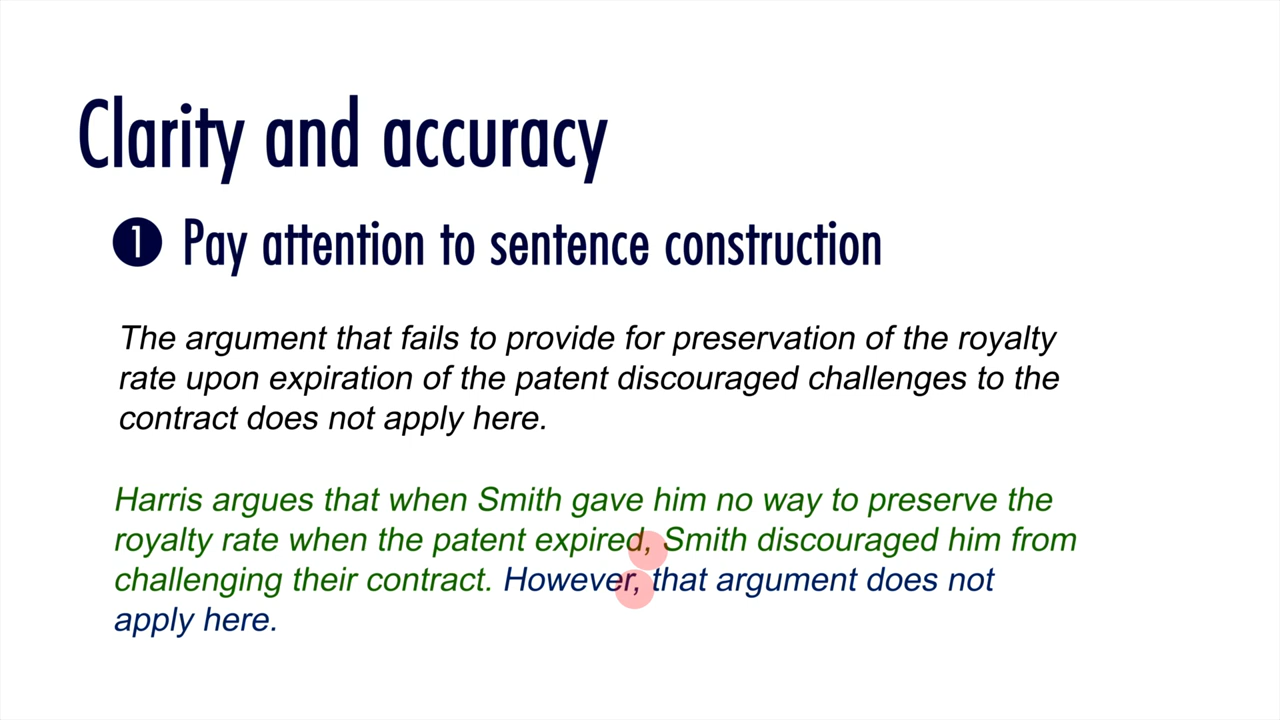 Clarity and accuracy
1 Pay attention to sentence construction
The argument that fails to provide for preservation of the royalty
rate upon expiration of the patent discouraged challenges to the
contract does not apply here.
Harris argues that when Smith gave him no way to preserve the
royalty rate when the patent expired, Smith discouraged him from
challenging their contract. However, that argument does not
apply here.